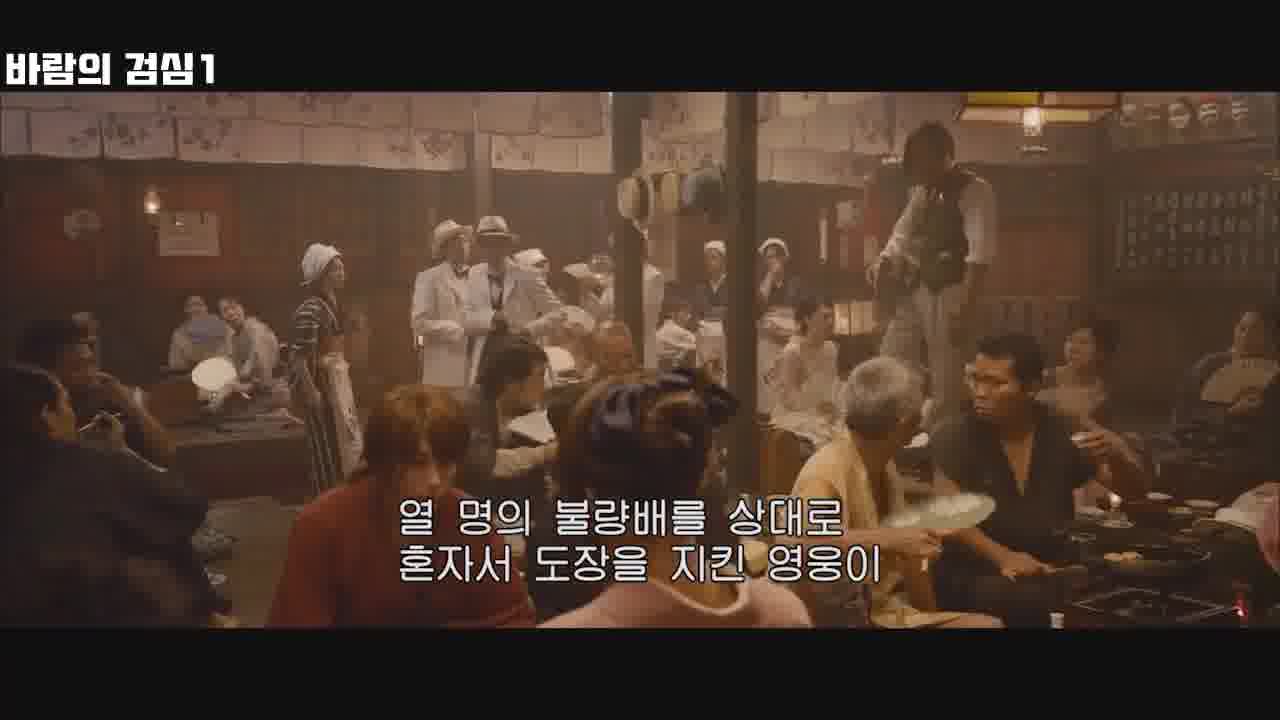 바람의 검심1
열 명의 불량배를 상대로
혼자서 도장을 지킨 영웅이